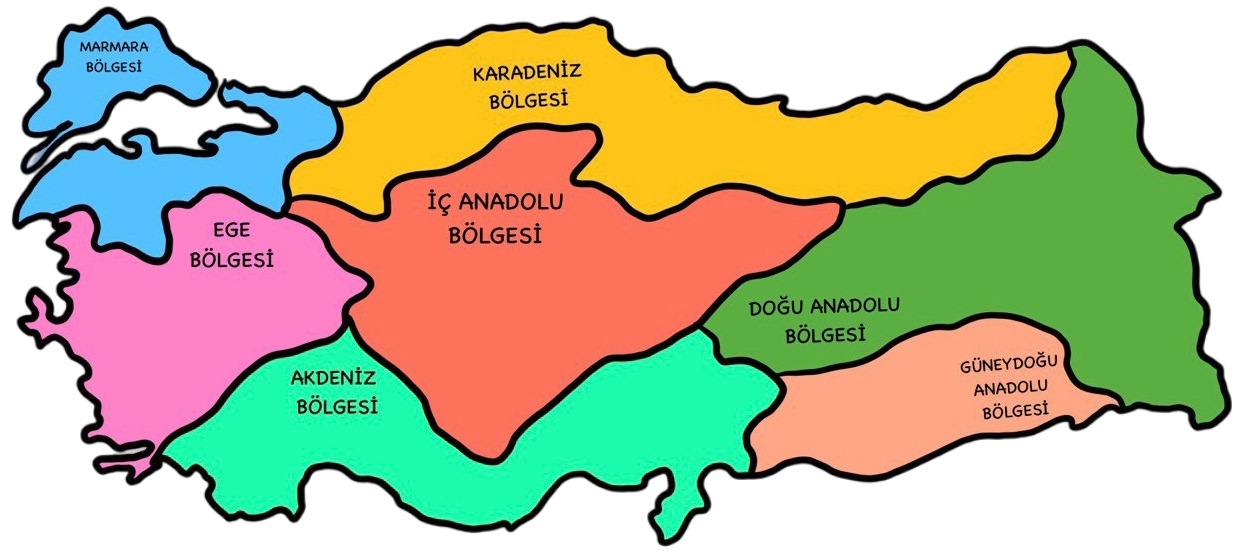 MARMARA
BÖLGESİ
KARADENİZ
BÖLGESİ
İÇ ANADOLU
BÖLGESİ
EGE
BÖLGESİ
DOĞU ANADOLU
BÖLGESİ
AKDENİZ
BÖLGESİ
GÜNEYDOĞU
ANADOLU
BÖLGESİ